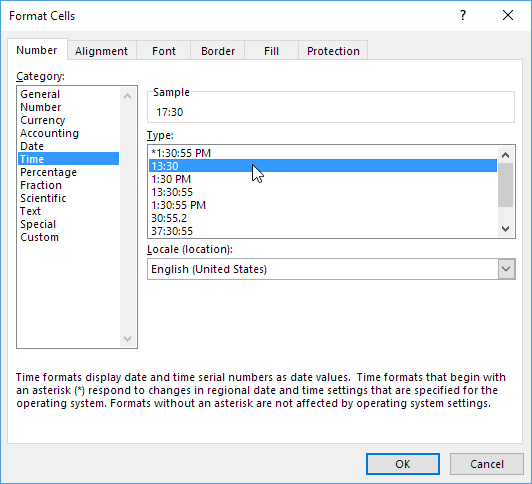 Format Cells
?
Number Alignment Font Border Fill Protection
Category:
General
Number
Currency
Accounting
Date
Time
Percentage
Fraction
Scientific
Text
Special
Custom
Sample
17:30
Type:
*1:30:55 PM
13:30
1:30 PM
13:30:55
1:30:55 PM
30:55.2
37:30:55
Locale (location):
English (United States)
Time formats display date and time serial numbers as date values.  Time formats that begin with
an asterisk (*) respond to changes in regional date and time settings that are specified for the
operating system. Formats without an asterisk are not affected by operating system settings.
OK Cancel